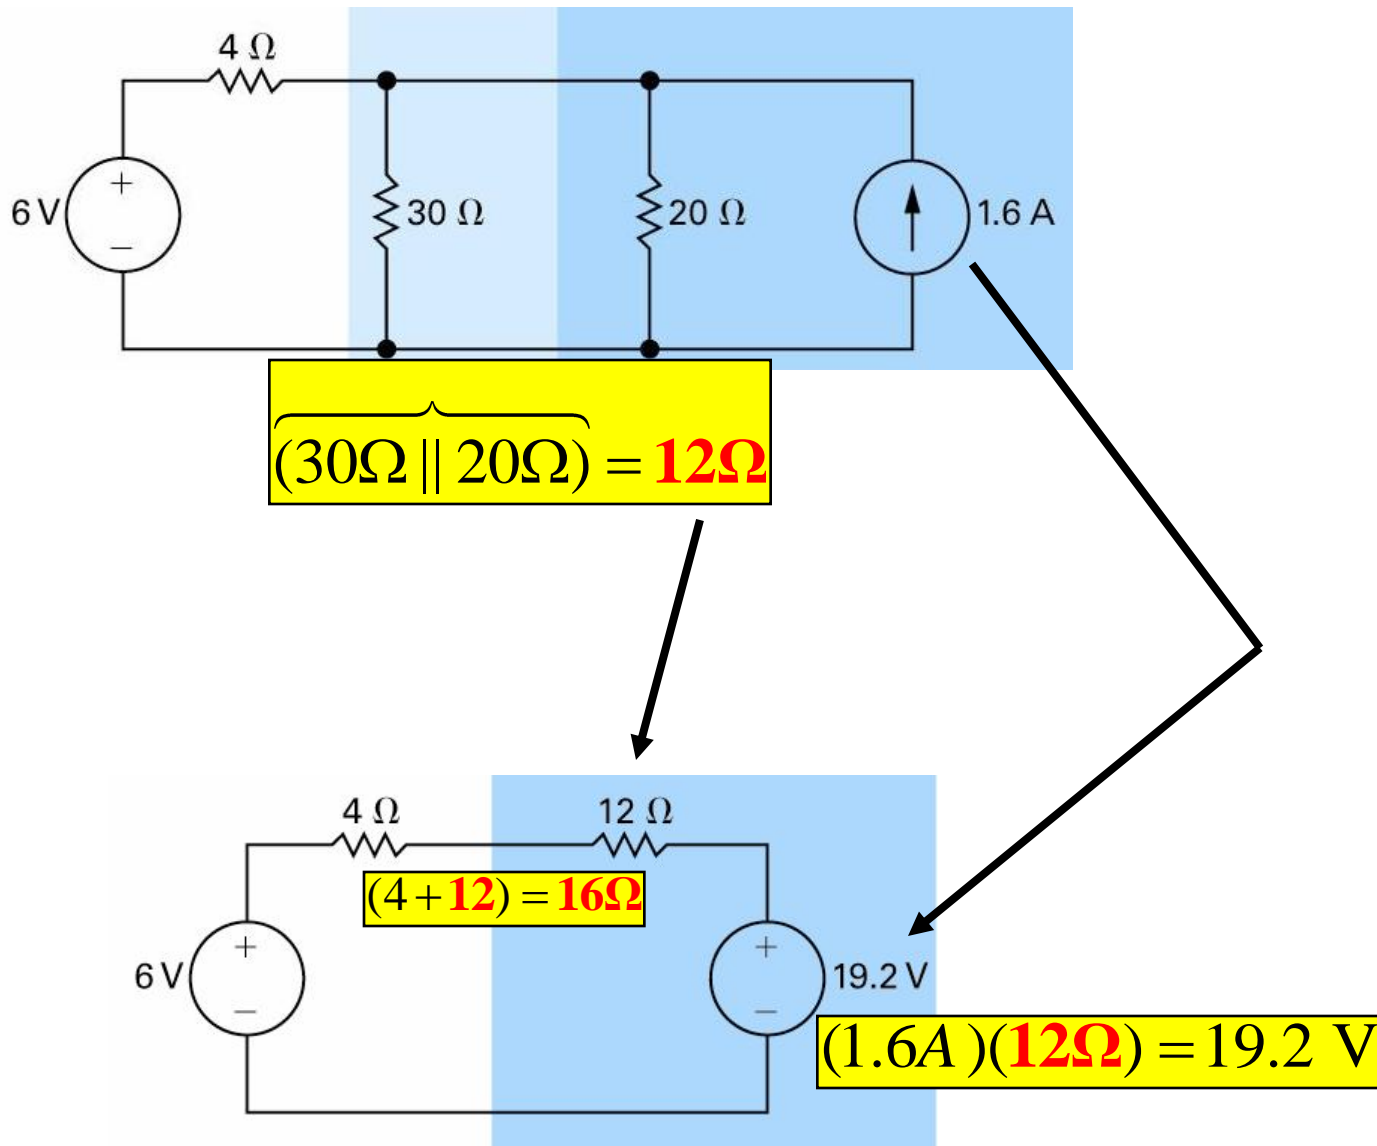 4 Ω
6 V
+
–
30 Ω
20 Ω
1.6 A
(30Ω || 20Ω) = 12Ω
4 Ω
12 Ω
(4 + 12) = 16Ω
6 V
+
–
+
–
19.2 V
(1.6A)(12Ω) = 19.2 V